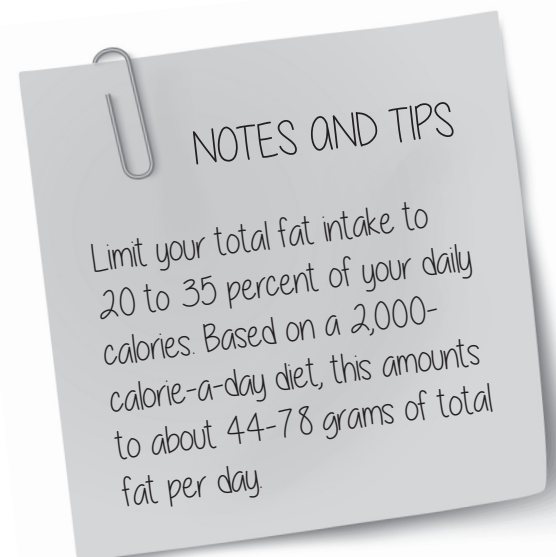 NOTES AND TIPS
Limit your total fat intake to
20 to 35 percent of your daily
calories. Based on a 2,000-
calorie-a-day diet, this amounts
to about 44-78 grams of total
fat per day.